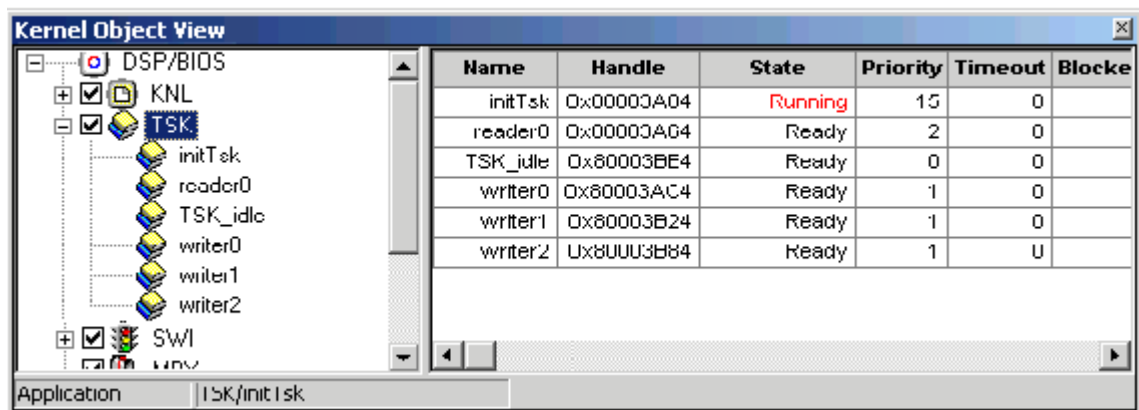 Kernel Object View
DSP/BIOS
KNL
TSK
initTsk
reader0
TSK_idle
writer0
writer1
writer2
SWI
Name Handle State Priority Timeout Blocke
initTsk Running 15 0
reader0 Ready 2 0
TSK_idle 0x80003BE4 Ready 0 0
writer0 0x80003AC4 Ready 1 0
writer1 0x80003B24 Ready 1 0
writer2 0x80003B84 Ready 1 0
Application TSK/initTsk